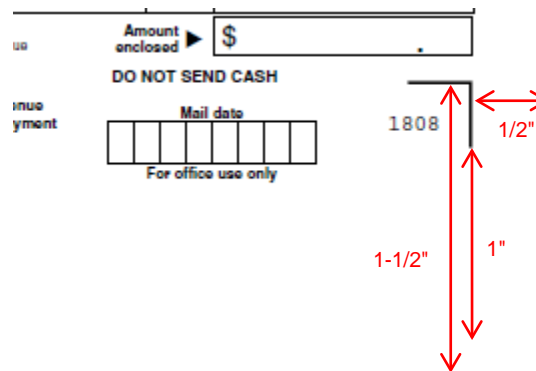 Amount
enclosed ▶ $ .
ue
DO NOT SEND CASH
enue
yment
Mail date
1808
For office use only
1/2"
1-1/2"
1"